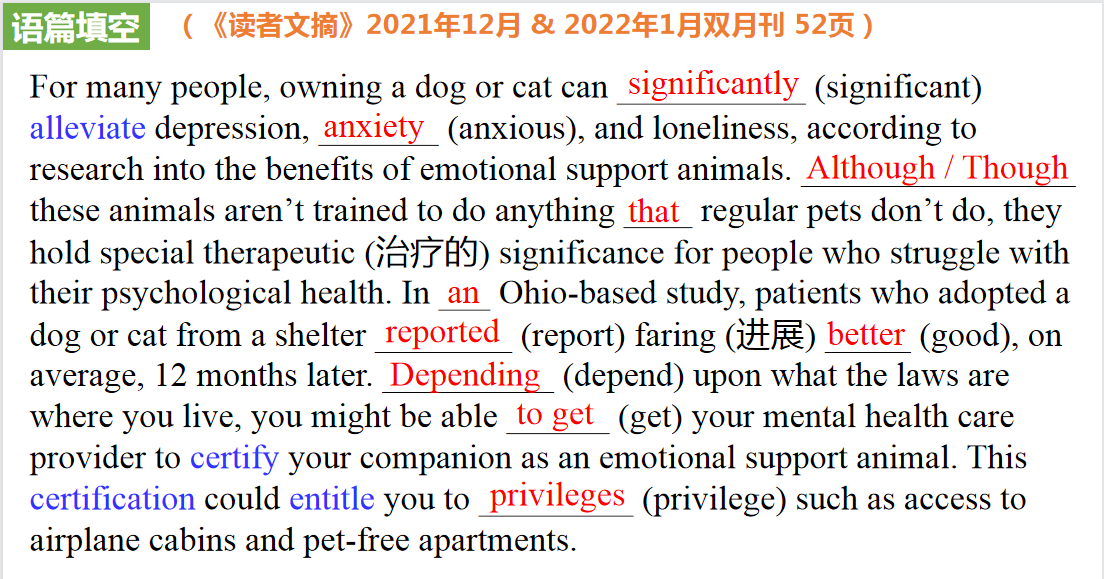 语篇填空 （《读者文摘》2021年12月 & 2022年1月双月刊 52页）
For many people, owning a dog or cat can significantly (significant)
alleviate depression, anxiety (anxious), and loneliness, according to
research into the benefits of emotional support animals. Although / Though
these animals aren’t trained to do anything that regular pets don’t do, they
hold special therapeutic (治疗的) significance for people who struggle with
their psychological health. In an Ohio-based study, patients who adopted a
dog or cat from a shelter reported (report) faring (进展) better (good), on
average, 12 months later. Depending (depend) upon what the laws are
where you live, you might be able to get (get) your mental health care
provider to certify your companion as an emotional support animal. This
certification could entitle you to privileges (privilege) such as access to
airplane cabins and pet-free apartments.